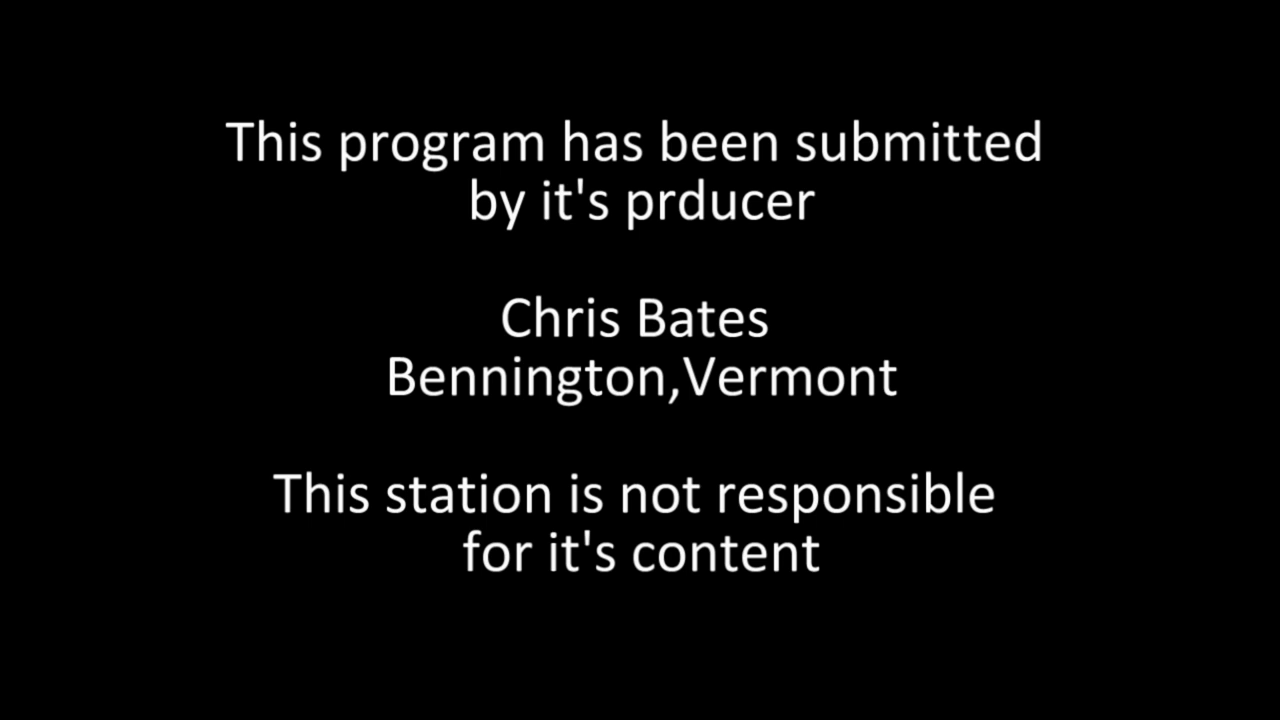 This program has been submitted
by it's prducer
Chris Bates
Bennington,Vermont
This station is not responsible
for it's content